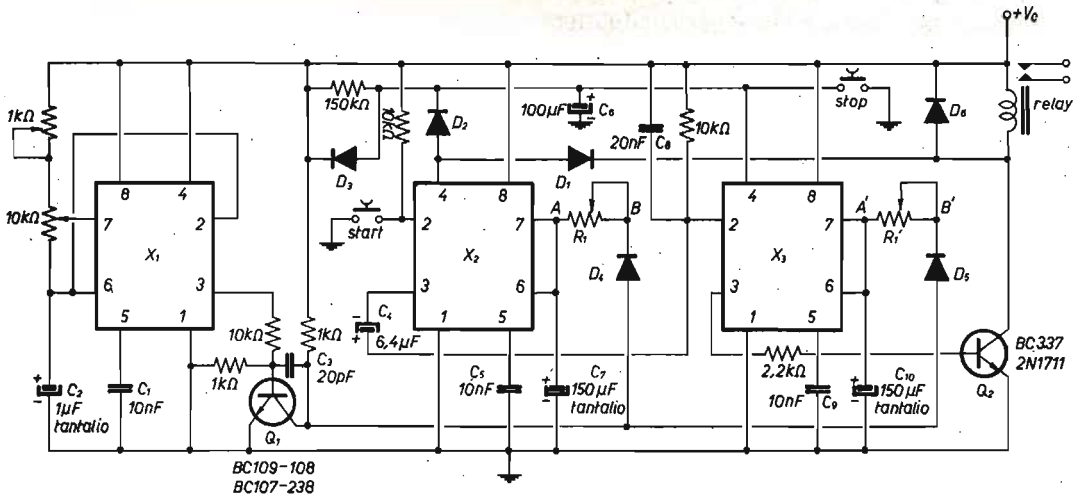 +Vc
1kΩ
150kΩ
10kΩ
D2
100μF
C6
20nF C8
10kΩ
stop
D6
relay
D3
D1
8
4
10kΩ
7
2
X1
6
3
5
1
start
4
8
2
7
X2
3
6
1
5
A
B
R1
D4
4
8
2
7
X3
3
6
1
5
A'
B'
R1'
D5
C4
6,4μF
10kΩ
1kΩ
C3
20pF
1kΩ
C2
1μF
tantalio
C1
10nF
Q1
BC109-108
BC107-238
C5
10nF
C7
150μF
tantalio
2,2kΩ
10nF
C9
C10
150μF
tantalio
BC337
2N1711
Q2